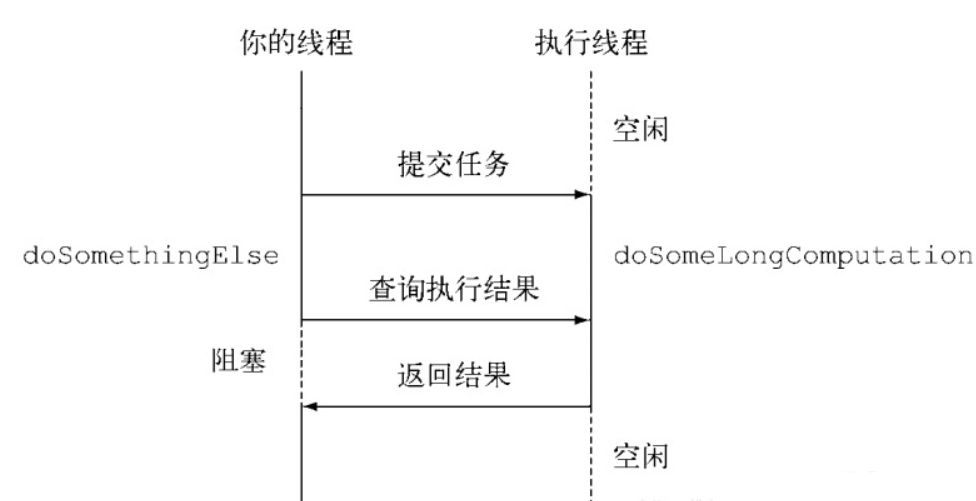 你的线程 执行线程
空闲
提交任务
doSomethingElse doSomeLongComputation
查询执行结果
阻塞
返回结果
空闲